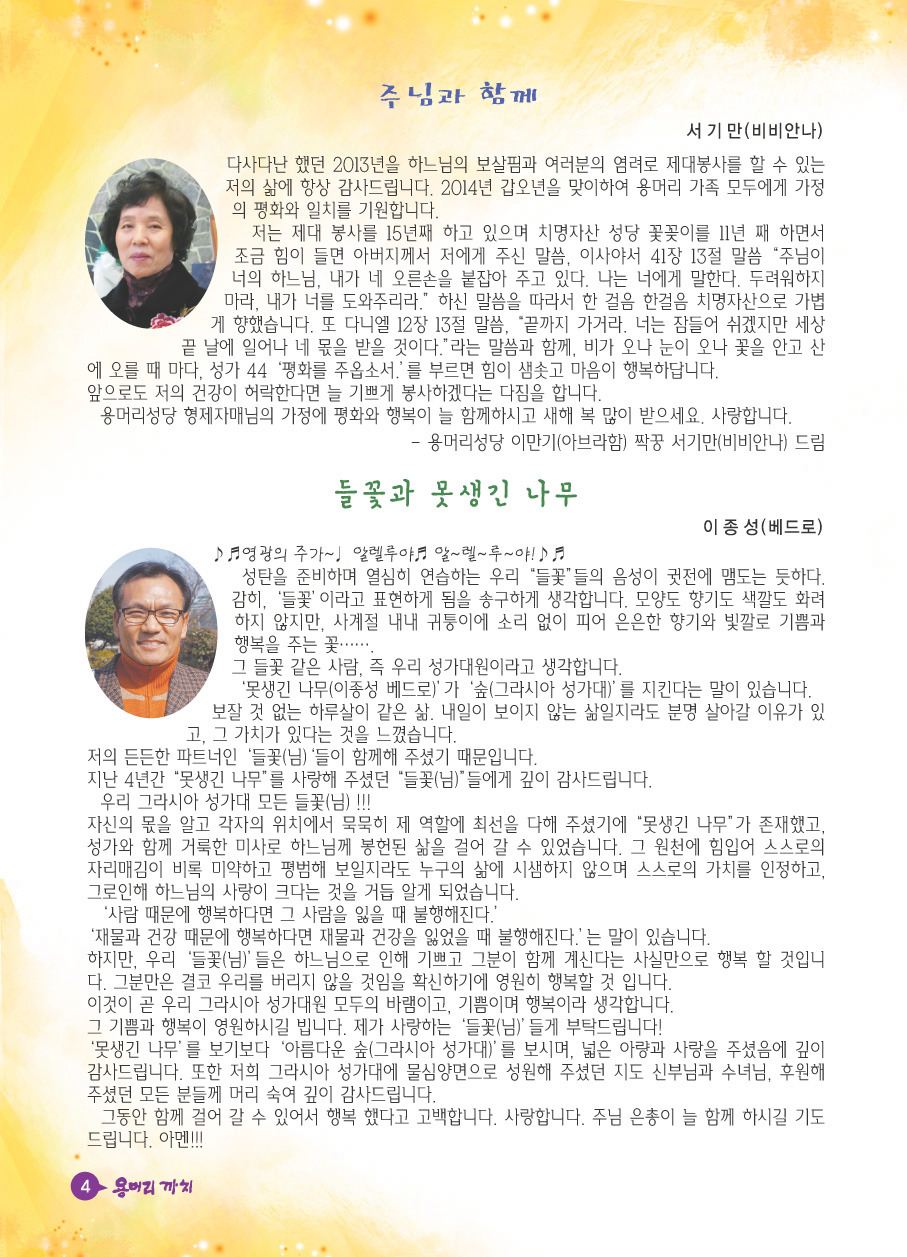 주님과 함께
서 기 만(비비안나)
다사다난 했던 2013년을 하느님의 보살핌과 여러분의 염려로 제대봉사를 할 수 있는
저의 삶에 항상 감사드립니다. 2014년 갑오년을 맞이하여 용머리 가족 모두에게 가정
의 평화와 일치를 기원합니다.
저는 제대 봉사를 15년째 하고 있으며 치명자산 성당 꽃꽂이를 11년 째 하면서
조금 힘이 들면 아버지께서 저에게 주신 말씀, 이사야서 41장 13절 말씀 “주님이
너의 하느님, 내가 네 오른손을 붙잡아 주고 있다. 나는 너에게 말한다. 두려워하지
마라, 내가 너를 도와주리라.” 하신 말씀을 따라서 한 걸음 한걸음 치명자산으로 가볍
게 향했습니다. 또 다니엘 12장 13절 말씀, “끝까지 가거라. 너는 잠들어 쉬겠지만 세상
끝 날에 일어나 네 몫을 받을 것이다.”라는 말씀과 함께, 비가 오나 눈이 오나 꽃을 안고 산
에 오를 때 마다, 성가 44 ‘평화를 주옵소서.’를 부르면 힘이 샘솟고 마음이 행복하답니다.
앞으로도 저의 건강이 허락한다면 늘 기쁘게 봉사하겠다는 다짐을 합니다.
용머리성당 형제자매님의 가정에 평화와 행복이 늘 함께하시고 새해 복 많이 받으세요. 사랑합니다.
– 용머리성당 이만기(아브라함) 짝꿍 서기만(비비안나) 드림
들꽃과 못생긴 나무
이 종 성(베드로)
♪♬영광의 주가~♩ 알렐루야♬ 알~렐~루~야!♪♬
성탄을 준비하며 열심히 연습하는 우리 “들꽃”들의 음성이 귓전에 맴도는 듯하다.
감히, ‘들꽃’이라고 표현하게 됨을 송구하게 생각합니다. 모양도 향기도 색깔도 화려
하지 않지만, 사계절 내내 귀퉁이에 소리 없이 피어 은은한 향기와 빛깔로 기쁨과
행복을 주는 꽃…….
그 들꽃 같은 사람, 즉 우리 성가대원이라고 생각합니다.
‘못생긴 나무(이종성 베드로)’가 ‘숲(그라시아 성가대)’를 지킨다는 말이 있습니다.
보잘 것 없는 하루살이 같은 삶. 내일이 보이지 않는 삶일지라도 분명 살아갈 이유가 있
고, 그 가치가 있다는 것을 느꼈습니다.
저의 든든한 파트너인 ‘들꽃(님)‘들이 함께해 주셨기 때문입니다.
지난 4년간 “못생긴 나무”를 사랑해 주셨던 “들꽃(님)”들에게 깊이 감사드립니다.
우리 그라시아 성가대 모든 들꽃(님) !!!
자신의 몫을 알고 각자의 위치에서 묵묵히 제 역할에 최선을 다해 주셨기에 “못생긴 나무”가 존재했고,
성가와 함께 거룩한 미사로 하느님께 봉헌된 삶을 걸어 갈 수 있었습니다. 그 원천에 힘입어 스스로의
자리매김이 비록 미약하고 평범해 보일지라도 누구의 삶에 시샘하지 않으며 스스로의 가치를 인정하고,
그로인해 하느님의 사랑이 크다는 것을 거듭 알게 되었습니다.
‘사람 때문에 행복하다면 그 사람을 잃을 때 불행해진다.’
‘재물과 건강 때문에 행복하다면 재물과 건강을 잃었을 때 불행해진다.’는 말이 있습니다.
하지만, 우리 ‘들꽃(님)’들은 하느님으로 인해 기쁘고 그분이 함께 계신다는 사실만으로 행복 할 것입니
다. 그분만은 결코 우리를 버리지 않을 것임을 확신하기에 영원히 행복할 것 입니다.
이것이 곧 우리 그라시아 성가대원 모두의 바램이고, 기쁨이며 행복이라 생각합니다.
그 기쁨과 행복이 영원하시길 빕니다. 제가 사랑하는 ‘들꽃(님)’들게 부탁드립니다!
‘못생긴 나무’를 보기보다 ‘아름다운 숲(그라시아 성가대)’를 보시며, 넓은 아량과 사랑을 주셨음에 깊이
감사드립니다. 또한 저희 그라시아 성가대에 물심양면으로 성원해 주셨던 지도 신부님과 수녀님, 후원해
주셨던 모든 분들께 머리 숙여 깊이 감사드립니다.
그동안 함께 걸어 갈 수 있어서 행복 했다고 고백합니다. 사랑합니다. 주님 은총이 늘 함께 하시길 기도
드립니다. 아멘!!!
4 용머리 까치